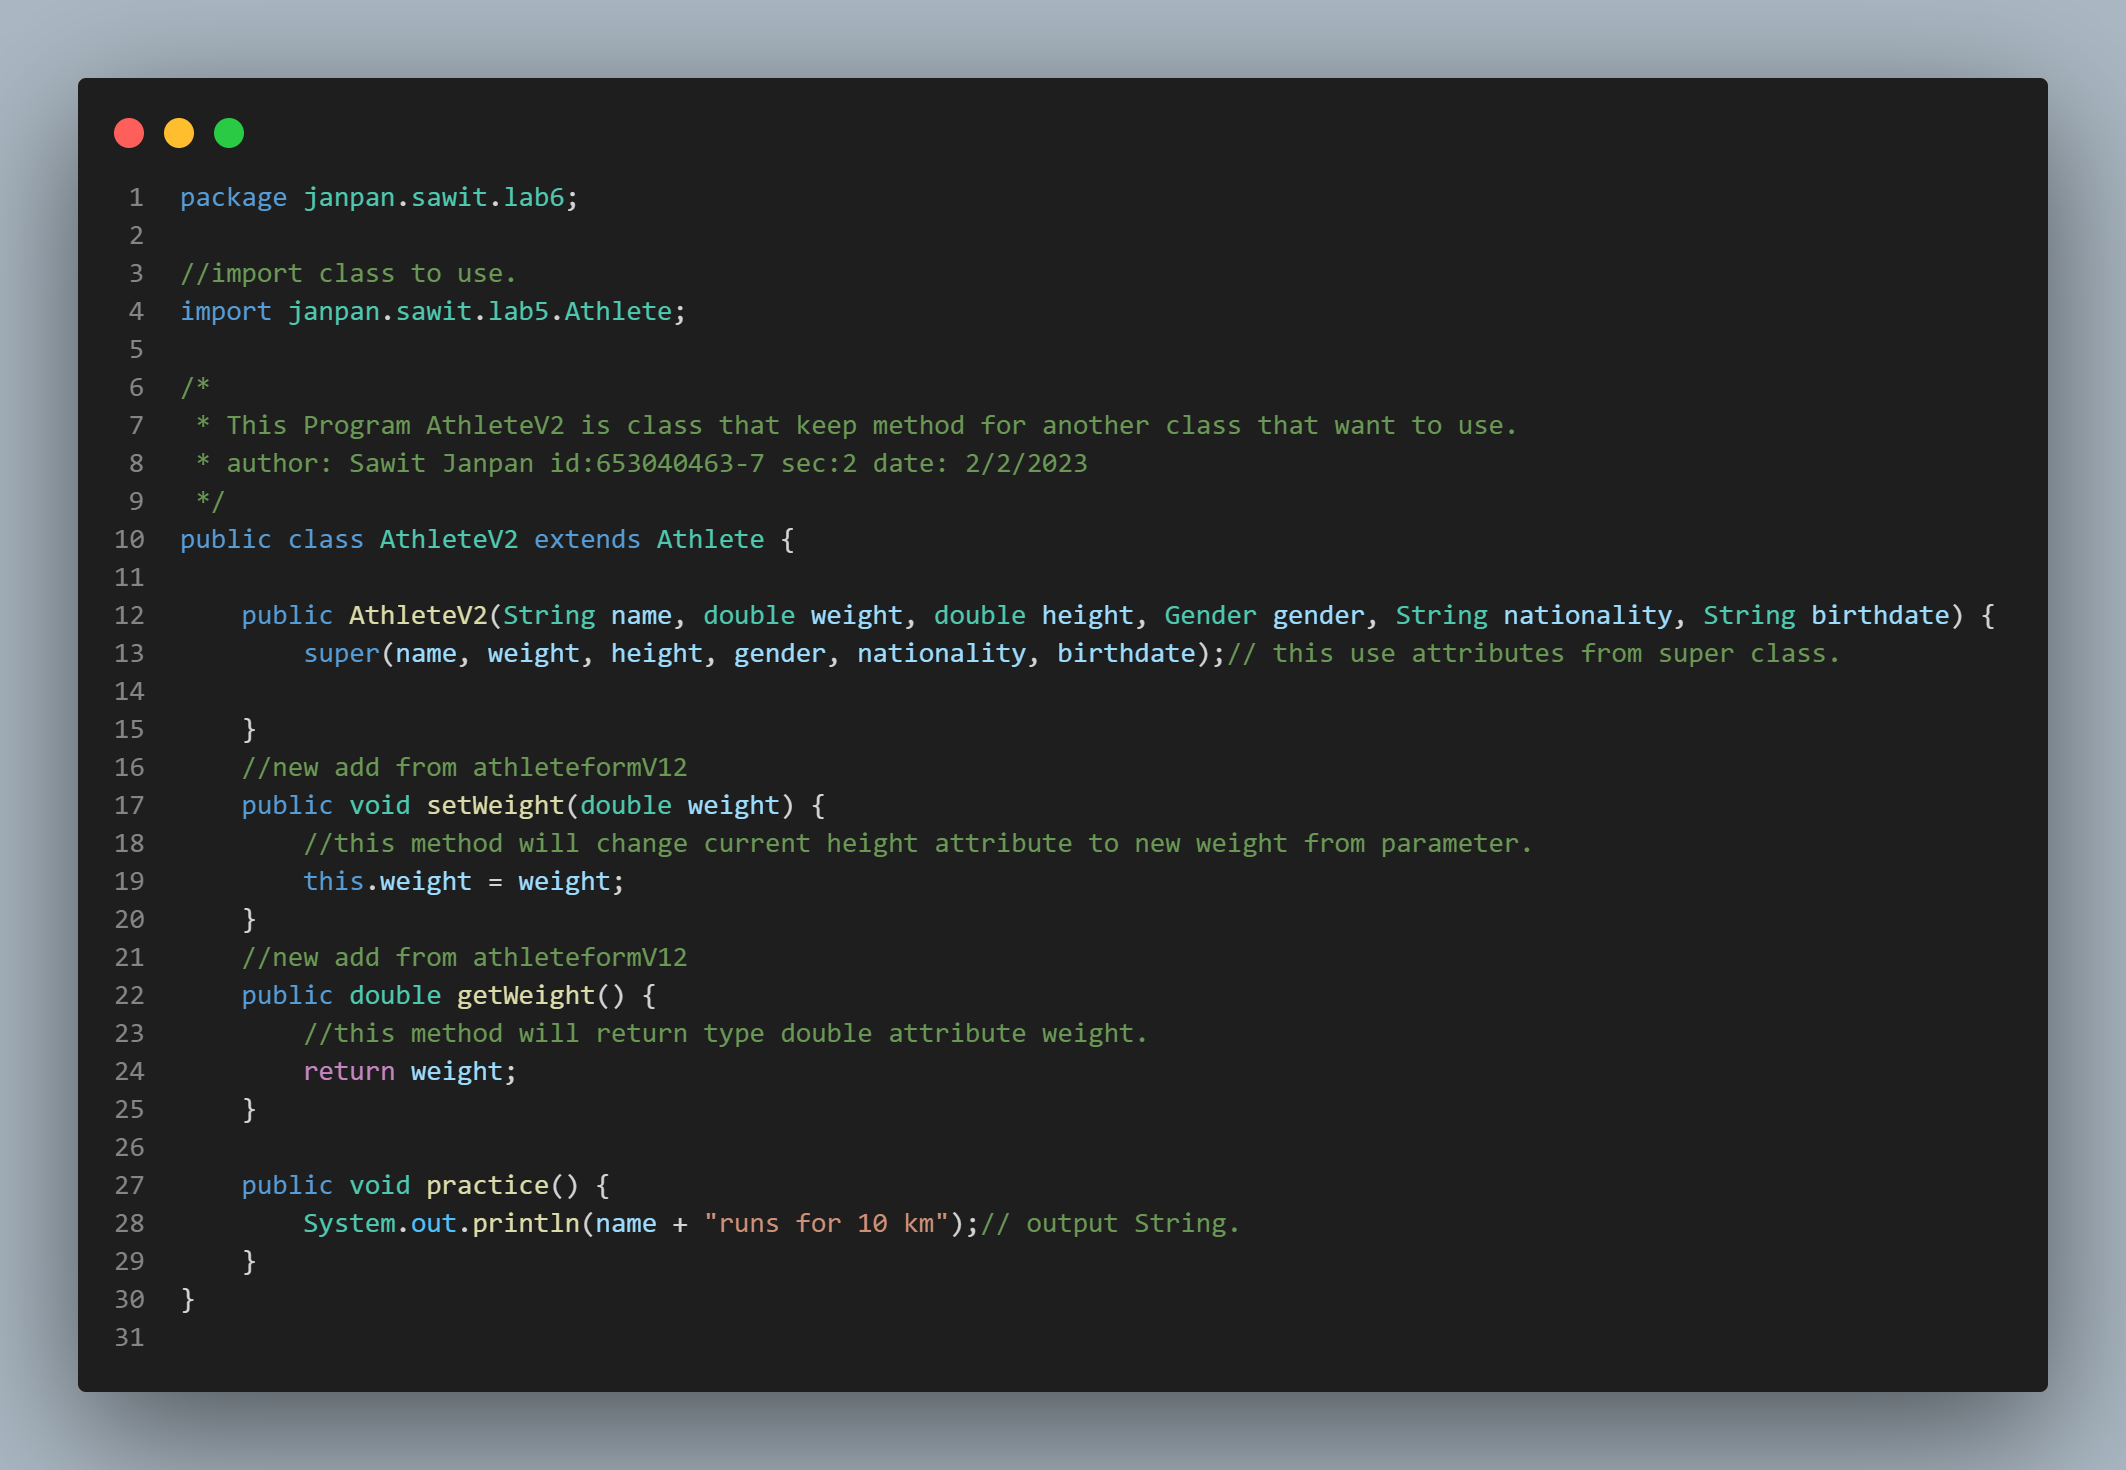 1 package janpan.sawit.lab6;
2
3 //import class to use.
4 import janpan.sawit.lab5.Athlete;
5
6 /*
7  * This Program AthleteV2 is class that keep method for another class that want to use.
8  * author: Sawit Janpan id:653040463-7 sec:2 date: 2/2/2023
9  */
10 public class AthleteV2 extends Athlete {
11
12     public AthleteV2(String name, double weight, double height, Gender gender, String nationality, String birthdate) {
13         super(name, weight, height, gender, nationality, birthdate);// this use attributes from super class.
14
15     }
16     //new add from athleteformV12
17     public void setWeight(double weight) {
18         //this method will change current height attribute to new weight from parameter.
19         this.weight = weight;
20     }
21     //new add from athleteformV12
22     public double getWeight() {
23         //this method will return type double attribute weight.
24         return weight;
25     }
26
27     public void practice() {
28         System.out.println(name + "runs for 10 km");// output String.
29     }
30 }
31